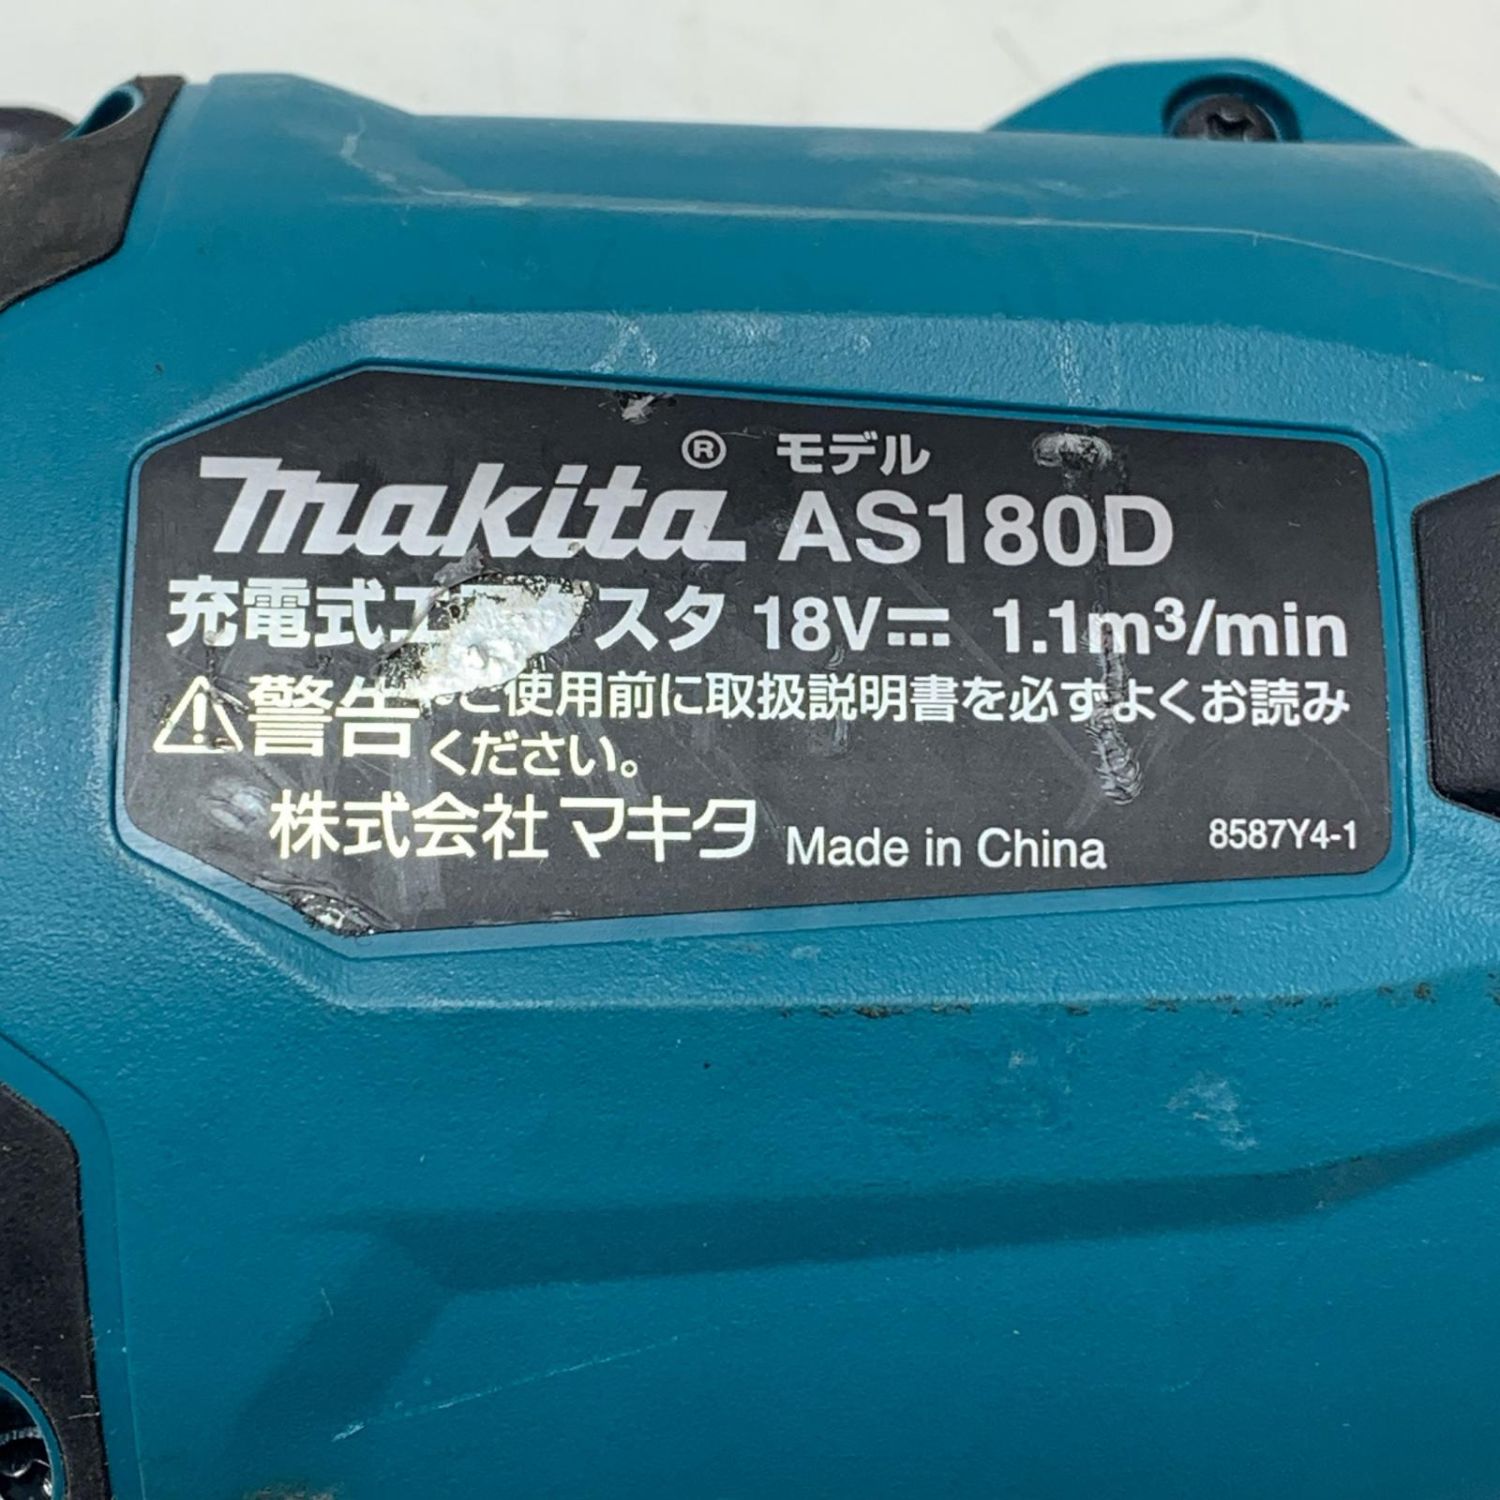 makita® モデル
AS180D
充電式 スタ 18V⎓ 1.1m³/min
⚠警告 ご使用前に取扱説明書を必ずよくお読み
ください。
株式会社マキタ Made in China 8587Y4-1